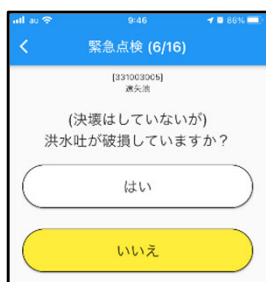 au 9:46 86%
緊急点検 (6/16)
[331003005]
(決壊はしていないが)
洪水吐が破損していますか？
はい
いいえ